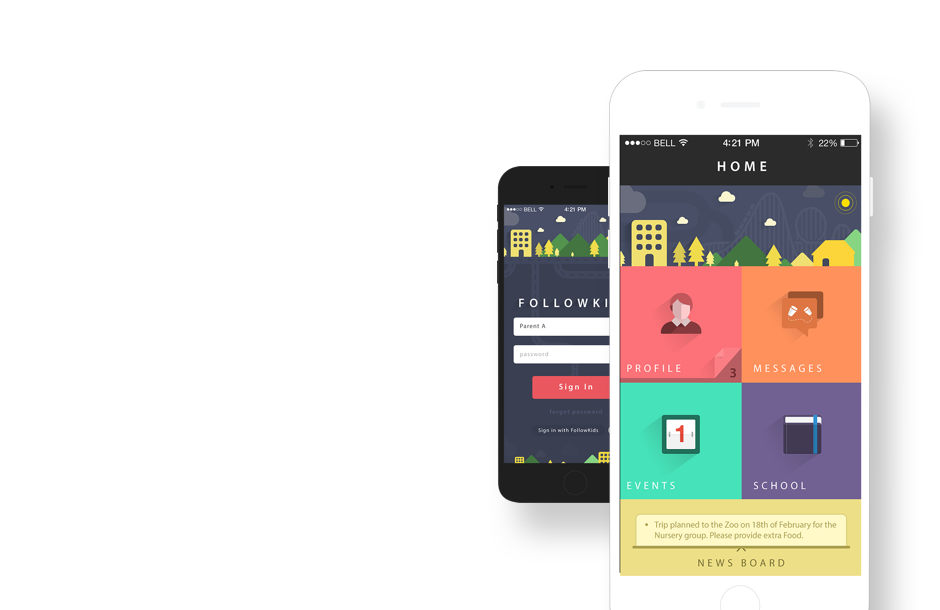 BELL
4:21 PM
FOLLOWKI
Parent A
password
Sign In
Forgot password
Sign in with FollowKids
BELL
4:21 PM
22%
HOME
PROFILE
3
MESSAGES
1
EVENTS
SCHOOL
• Trip planned to the Zoo on 18th of February for the
Nursery group. Please provide extra Food.
NEWS BOARD